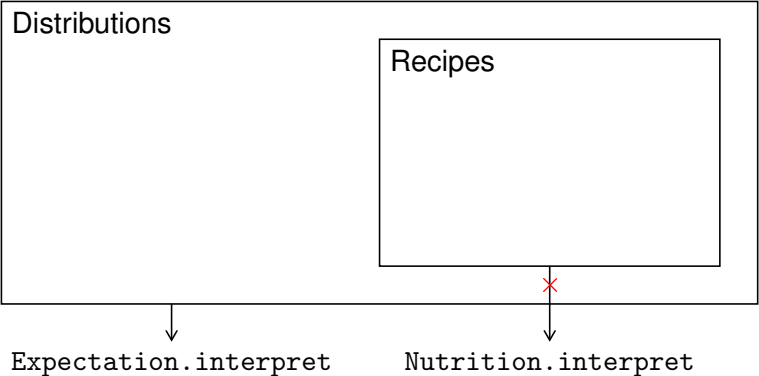 Distributions
Recipes
Expectation.interpret
Nutrition.interpret